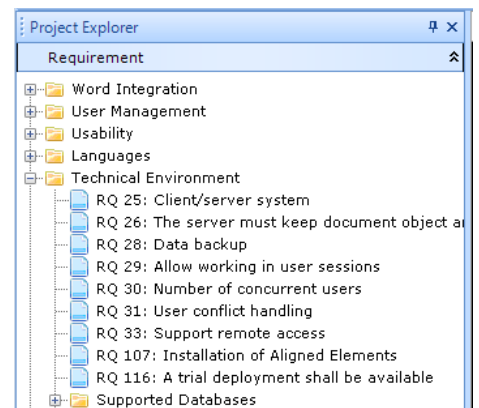 Project Explorer
Requirement
Word Integration
User Management
Usability
Languages
Technical Environment
RQ 25: Client/server system
RQ 26: The server must keep document object
RQ 28: Data backup
RQ 29: Allow working in user sessions
RQ 30: Number of concurrent users
RQ 31: User conflict handling
RQ 33: Support remote access
RQ 107: Installation of Aligned Elements
RQ 116: A trial deployment shall be available
Supported Databases